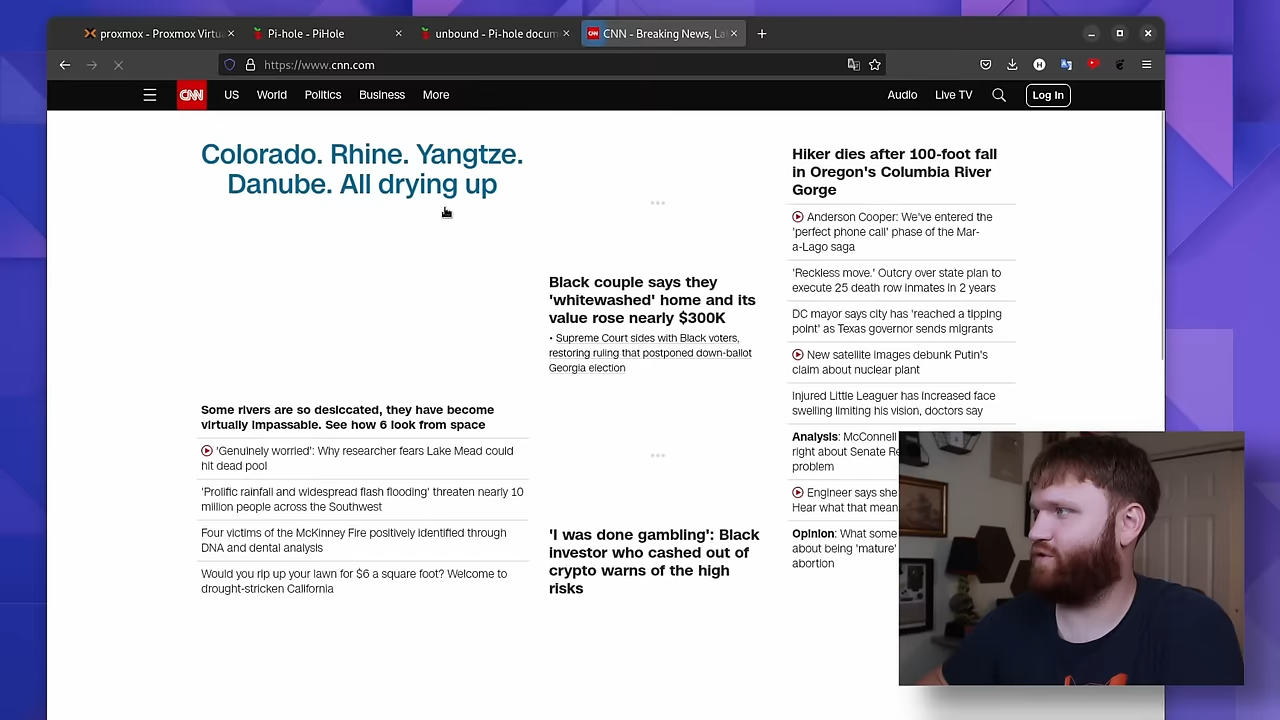 proxmox - Proxmox Virtu
Pi-hole - PiHole
unbound - Pi-hole docum
CNN - Breaking News, La
https://www.cnn.com
CNN
US
World
Politics
Business
More
Audio
Live TV
Log In
Colorado. Rhine. Yangtze.
Danube. All drying up
Some rivers are so desiccated, they have become
virtually impassable. See how 6 look from space
'Genuinely worried': Why researcher fears Lake Mead could
hit dead pool
'Prolific rainfall and widespread flash flooding' threaten nearly 10
million people across the Southwest
Four victims of the McKinney Fire positively identified through
DNA and dental analysis
Would you rip up your lawn for $6 a square foot? Welcome to
drought-stricken California
Black couple says they
'whitewashed' home and its
value rose nearly $300K
• Supreme Court sides with Black voters,
restoring ruling that postponed down-ballot
Georgia election
'I was done gambling': Black
investor who cashed out of
crypto warns of the high
risks
Hiker dies after 100-foot fall
in Oregon's Columbia River
Gorge
Anderson Cooper: We've entered the
'perfect phone call' phase of the Mar-
a-Lago saga
'Reckless move.' Outcry over state plan to
execute 25 death row inmates in 2 years
DC mayor says city has 'reached a tipping
point' as Texas governor sends migrants
New satellite images debunk Putin's
claim about nuclear plant
Injured Little Leaguer has increased face
swelling limiting his vision, doctors say
Analysis: McConnell
right about Senate Re
problem
Engineer says she
Hear what that mean
Opinion: What some
about being 'mature'
abortion